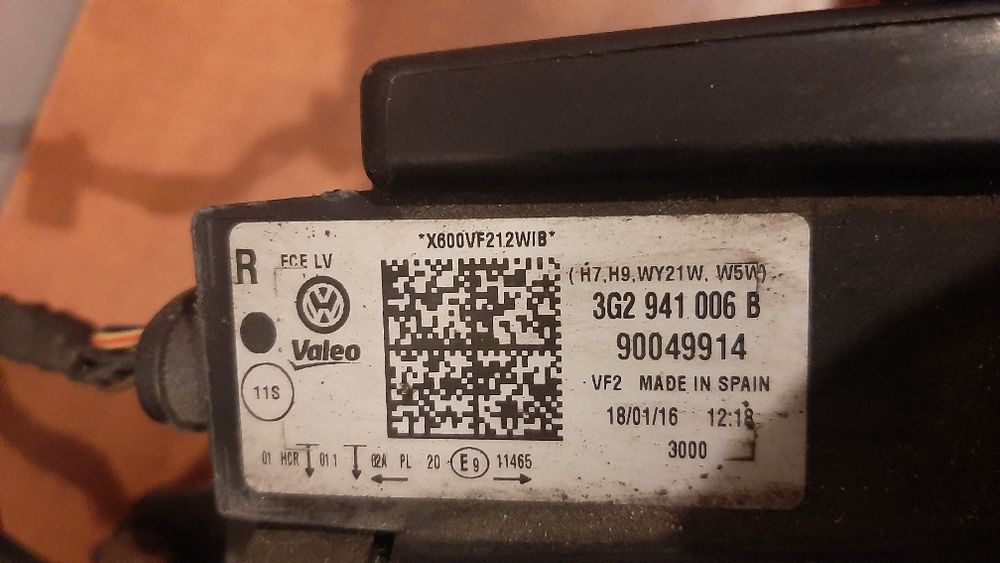 *X600VF212WIB*
R
ECE LV
Valeo
11S
(H7,H9,WY21W, W5W)
3G2 941 006 B
90049914
VF2 MADE IN SPAIN
18/01/16 12:18
3000
01 HCR 01 1 02A PL 20 E9 11465